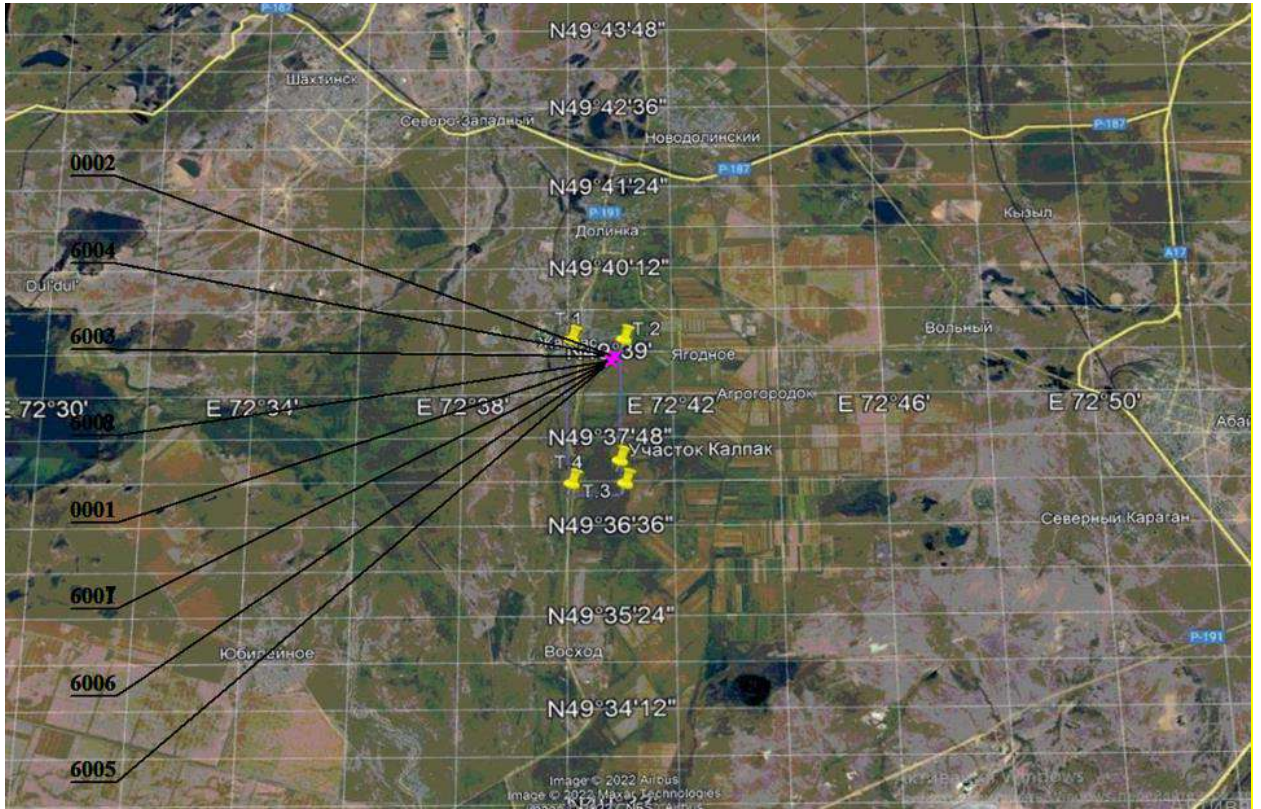 P-187
N49°43'48"
Шахтинск
N49°42'36"
Северо-Западный
P-187
Новодолинский
0002
P-187
N49°41'24"
P-191
Кызыл
Долинка
6004
A17
N49°40'12"
Dul'dul'
T.1
T.2
Вольный
6003
Ягодное
Агрогородок
E 72°30'
E 72°34'
E 72°38'
E 72°42'
E 72°46'
E 72°50'
N49°37'48"
Участок Калпак
T.4
T.3
0001
N49°36'36"
Северный Караган
N49°35'24"
P-191
Юбилейное
Восход
6006
N49°34'12"
6005
Image © 2022 Airbus
Image © 2022 Maxar Technologies